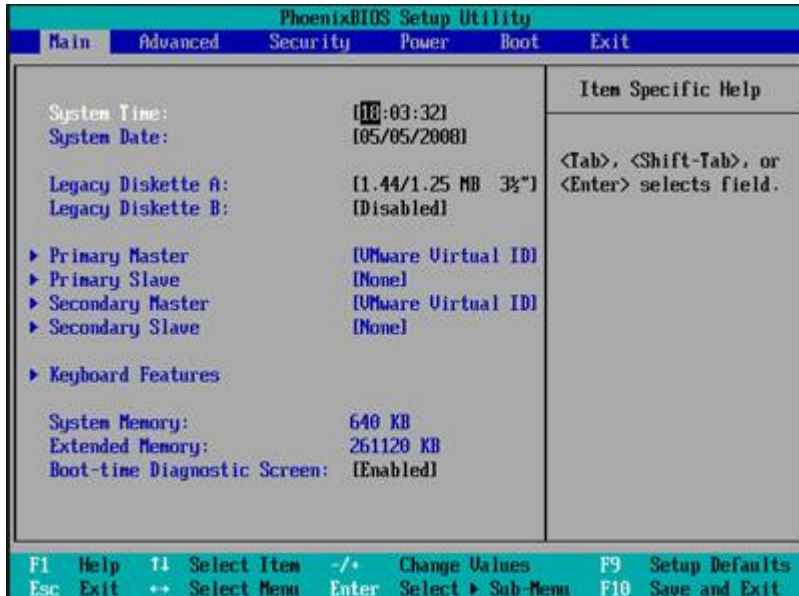 PhoenixBIOS Setup Utility
Main Advanced Security Power Boot Exit
Item Specific Help
System Time: [18:03:32]
System Date: [05/05/2008]
<Tab>, <Shift-Tab>, or
<Enter> selects field.
Legacy Diskette A: [1.44/1.25 MB 3½"]
Legacy Diskette B: [Disabled]
▶ Primary Master [VMware Virtual ID]
▶ Primary Slave [None]
▶ Secondary Master [VMware Virtual ID]
▶ Secondary Slave [None]
▶ Keyboard Features
System Memory: 640 KB
Extended Memory: 261120 KB
Boot-time Diagnostic Screen: [Enabled]
F1 Help ↑↓ Select Item -/+ Change Values F9 Setup Defaults
Esc Exit ↔ Select Menu Enter Select ▶ Sub-Menu F10 Save and Exit